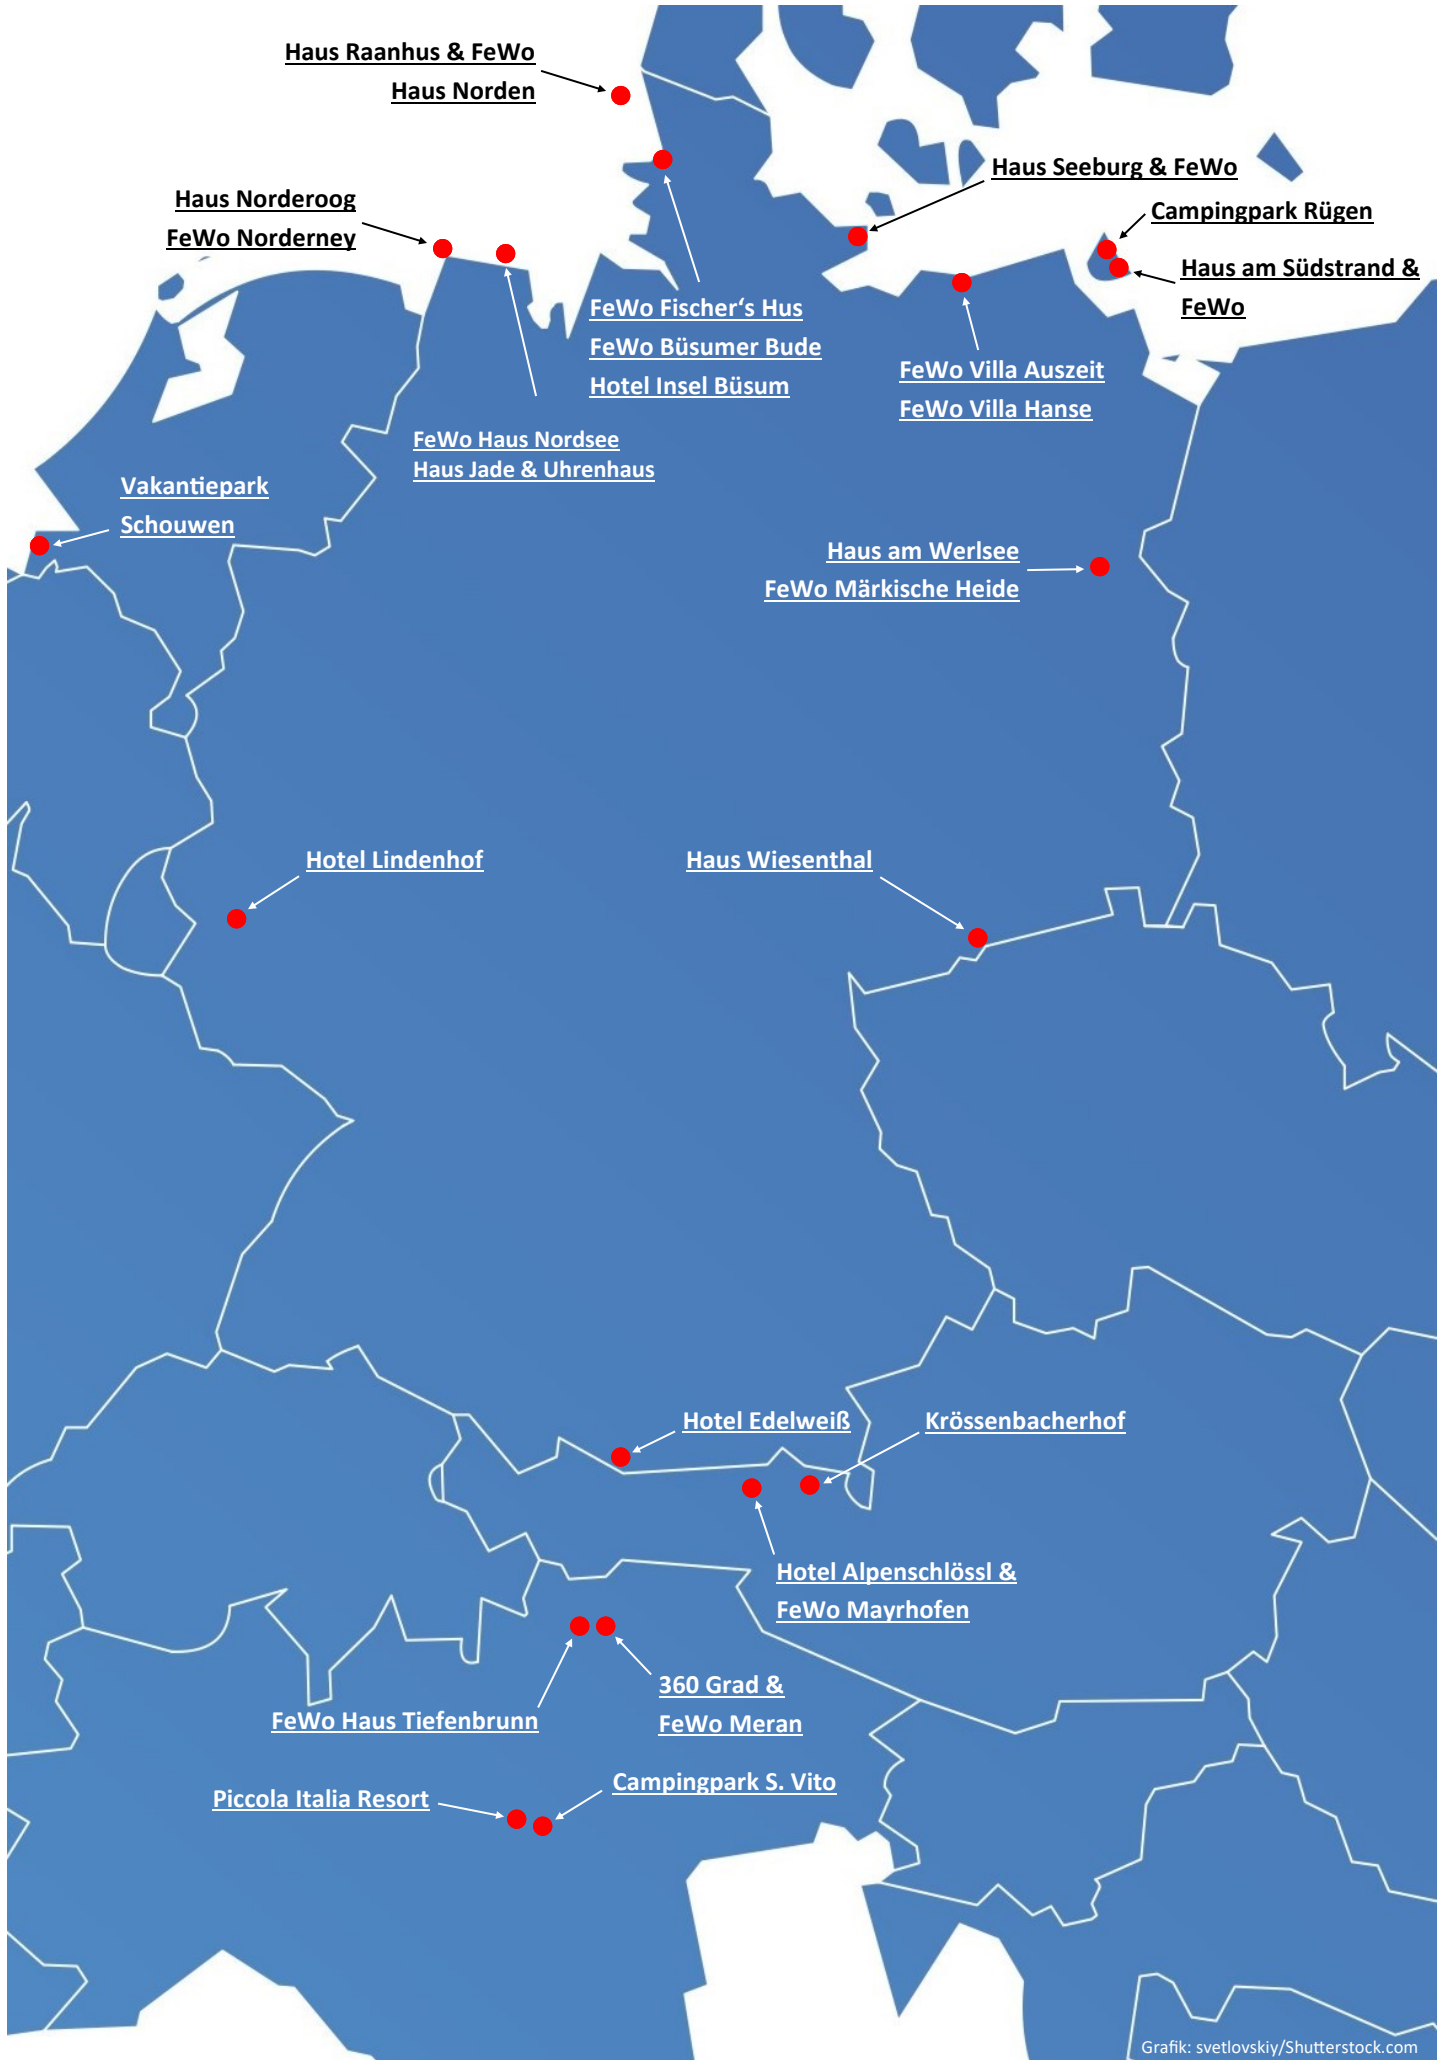 Haus Raanhus & FeWo
Haus Norden
Haus Seeburg & FeWo
Haus Norderoog
FeWo Norderney
Campingpark Rügen
Haus am Südstrand &
FeWo
FeWo Fischer‘s Hus
FeWo Büsumer Bude
Hotel Insel Büsum
FeWo Villa Auszeit
FeWo Villa Hanse
FeWo Haus Nordsee
Haus Jade & Uhrenhaus
Vakantiepark
Schouwen
Haus am Werlsee
FeWo Märkische Heide
Hotel Lindenhof
Haus Wiesenthal
Hotel Edelweiß
Krössenbacherhof
Hotel Alpenschlössl &
FeWo Mayrhofen
360 Grad &
FeWo Meran
FeWo Haus Tiefenbrunn
Campingpark S. Vito
Piccola Italia Resort
Grafik: svetlovskiy/Shutterstock.com